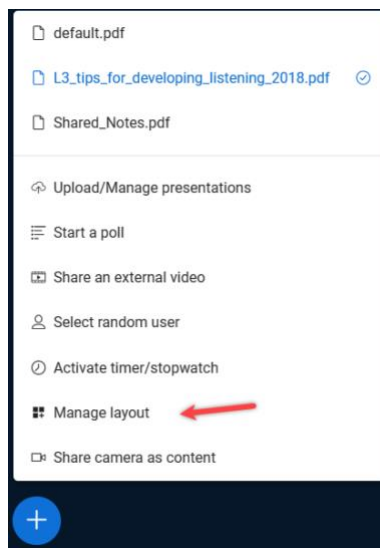 default.pdf
L3_tips_for_developing_listening_2018.pdf
Shared_Notes.pdf
Upload/Manage presentations
Start a poll
Share an external video
Select random user
Activate timer/stopwatch
Manage layout
Share camera as content